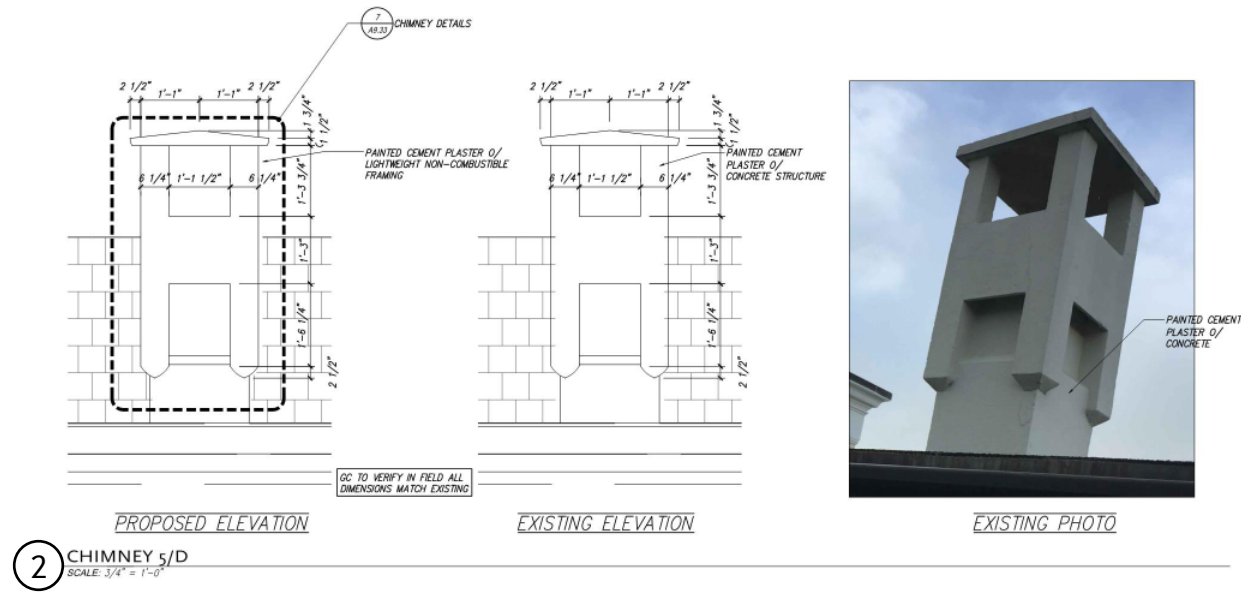 7
A9.33
CHIMNEY DETAILS
2 1/2"
1'-1"
1'-1"
2 1/2"
1 3/4"
1 1/2"
PAINTED CEMENT PLASTER O/
LIGHTWEIGHT NON-COMBUSTIBLE
FRAMING
6 1/4"
1'-1 1/2"
6 1/4"
1'-3 3/4"
1'-3"
1'-6 1/4"
2 1/2"
GC TO VERIFY IN FIELD ALL
DIMENSIONS MATCH EXISTING
PROPOSED ELEVATION
2 1/2"
1'-1"
1'-1"
2 1/2"
1 3/4"
1 1/2"
PAINTED CEMENT
PLASTER O/
CONCRETE STRUCTURE
6 1/4"
1'-1 1/2"
6 1/4"
1'-3 3/4"
1'-3"
1'-6 1/4"
2 1/2"
EXISTING ELEVATION
PAINTED CEMENT
PLASTER O/
CONCRETE
EXISTING PHOTO
2
CHIMNEY 5/D
SCALE: 3/4" = 1'-0"